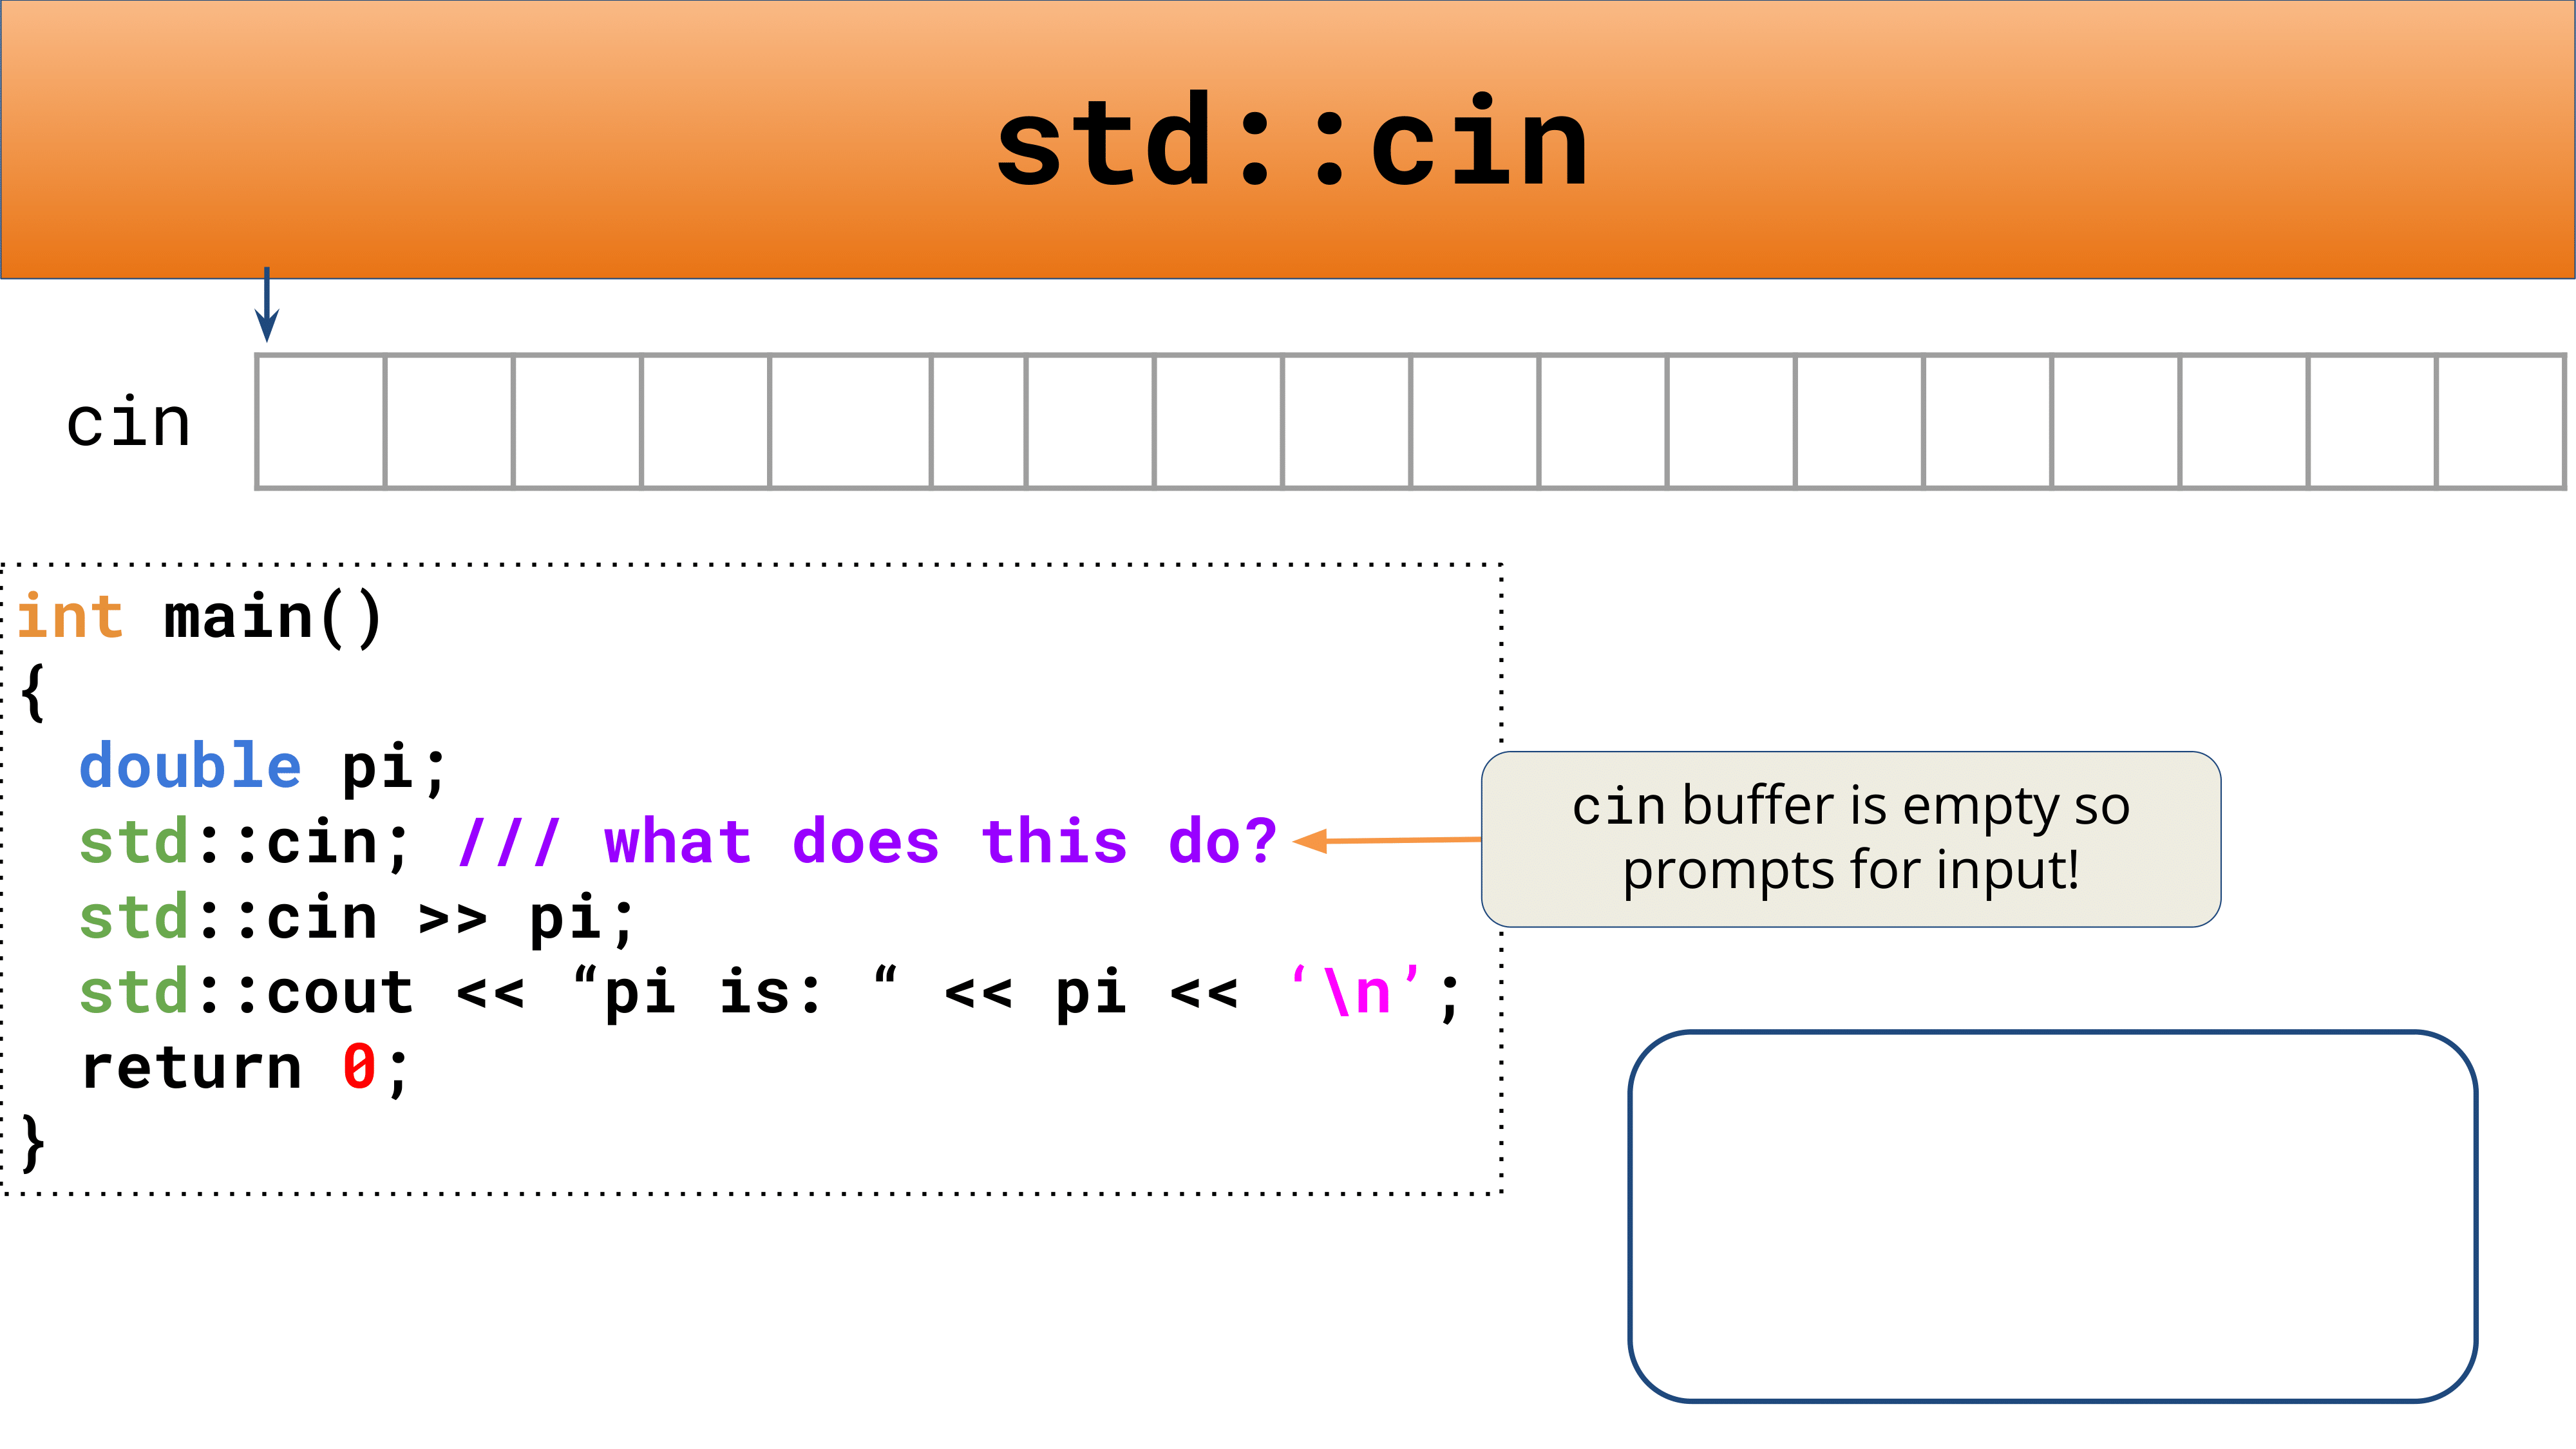 std::cin
cin
int main()
{
  double pi;
  std::cin; /// what does this do?
  std::cin >> pi;
  std::cout << “pi is: “ << pi << ‘\n’;
  return 0;
}
cin buffer is empty so
prompts for input!